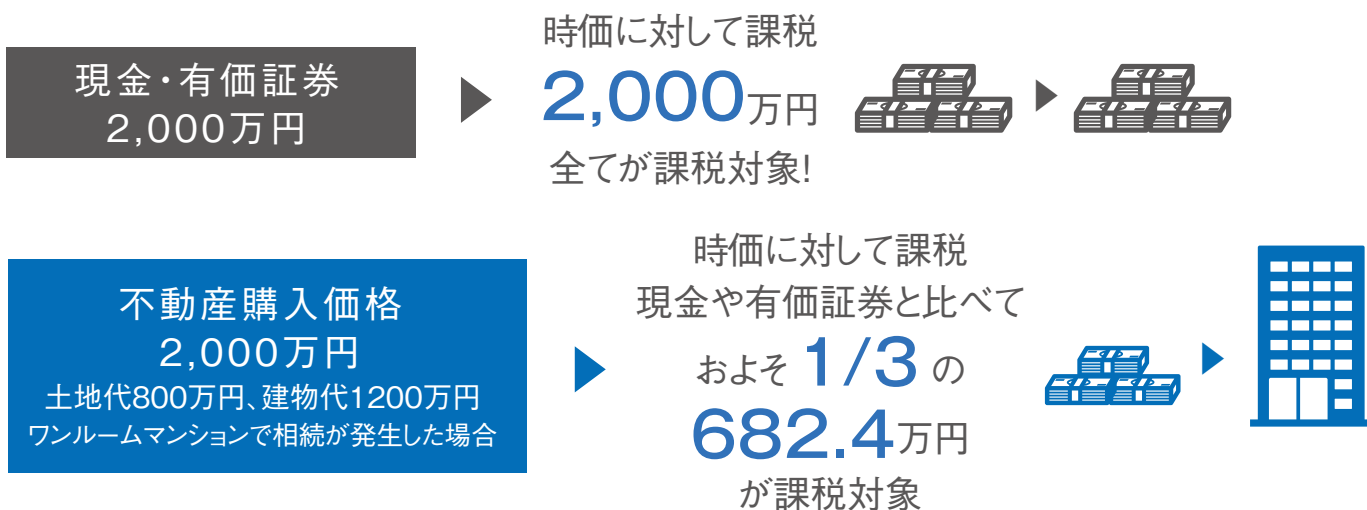 現金・有価証券
2,000万円
時価に対して課税
2,000万円
全てが課税対象!
不動産購入価格
2,000万円
土地代800万円、建物代1200万円
ワンルームマンションで相続が発生した場合
時価に対して課税
現金や有価証券と比べて
およそ 1/3 の
682.4万円
が課税対象